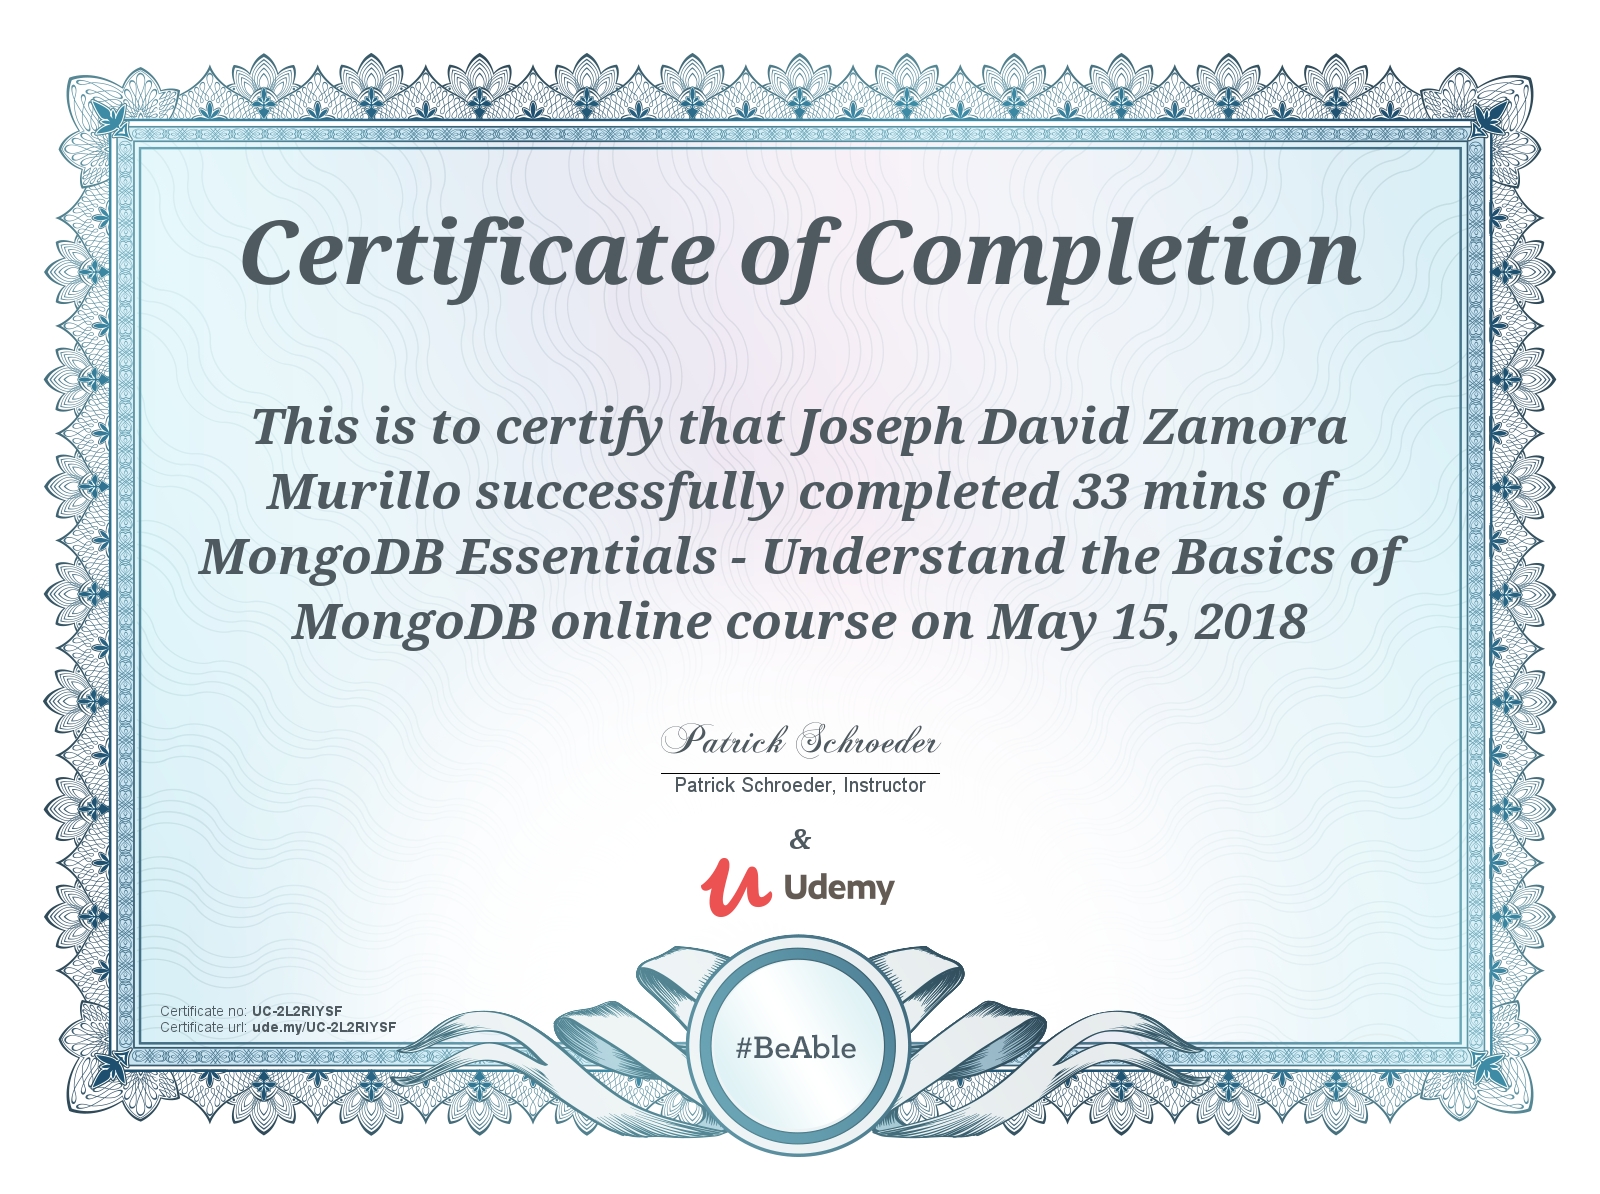 Certificate of Completion
This is to certify that Joseph David Zamora
Murillo successfully completed 33 mins of
MongoDB Essentials - Understand the Basics of
MongoDB online course on May 15, 2018
Patrick Schroeder
Patrick Schroeder, Instructor
&
Udemy
Certificate no: UC-2L2RIYSF
Certificate url: ude.my/UC-2L2RIYSF
#BeAble